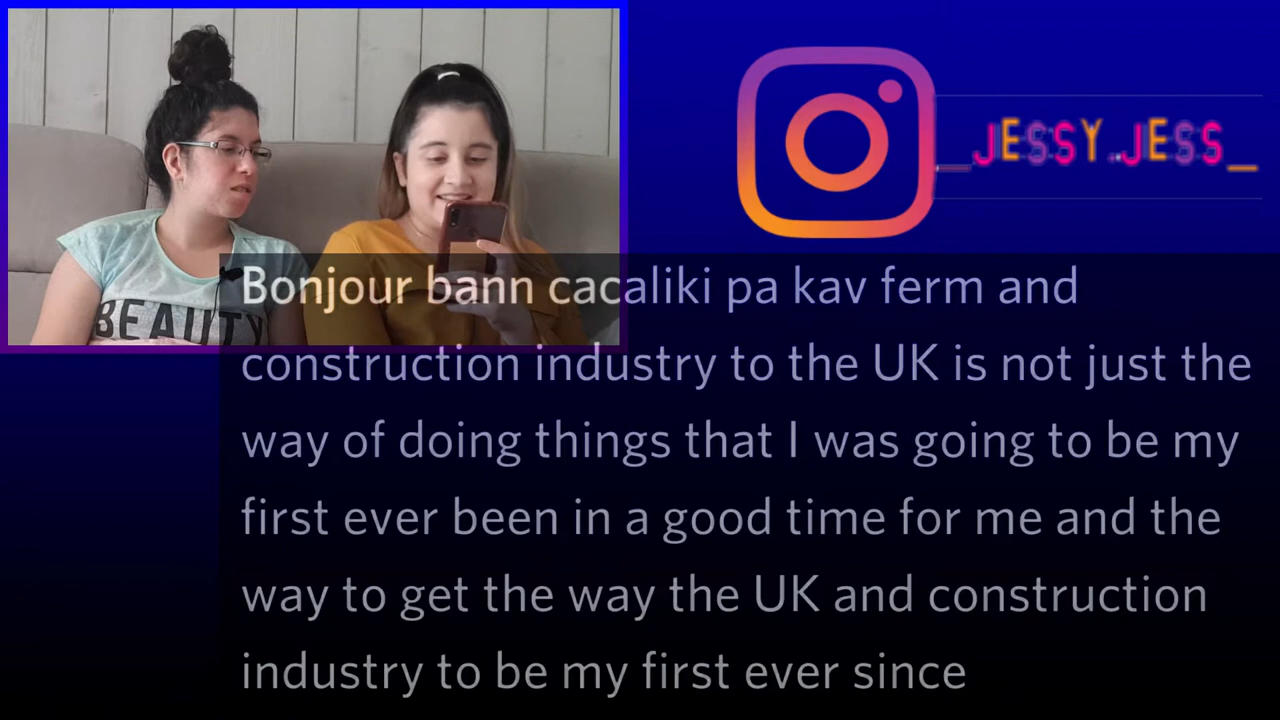 _JESSY.JESS_
BEAUTY
Bonjour bann cacaliki pa kav ferm and
construction industry to the UK is not just the
way of doing things that I was going to be my
first ever been in a good time for me and the
way to get the way the UK and construction
industry to be my first ever since